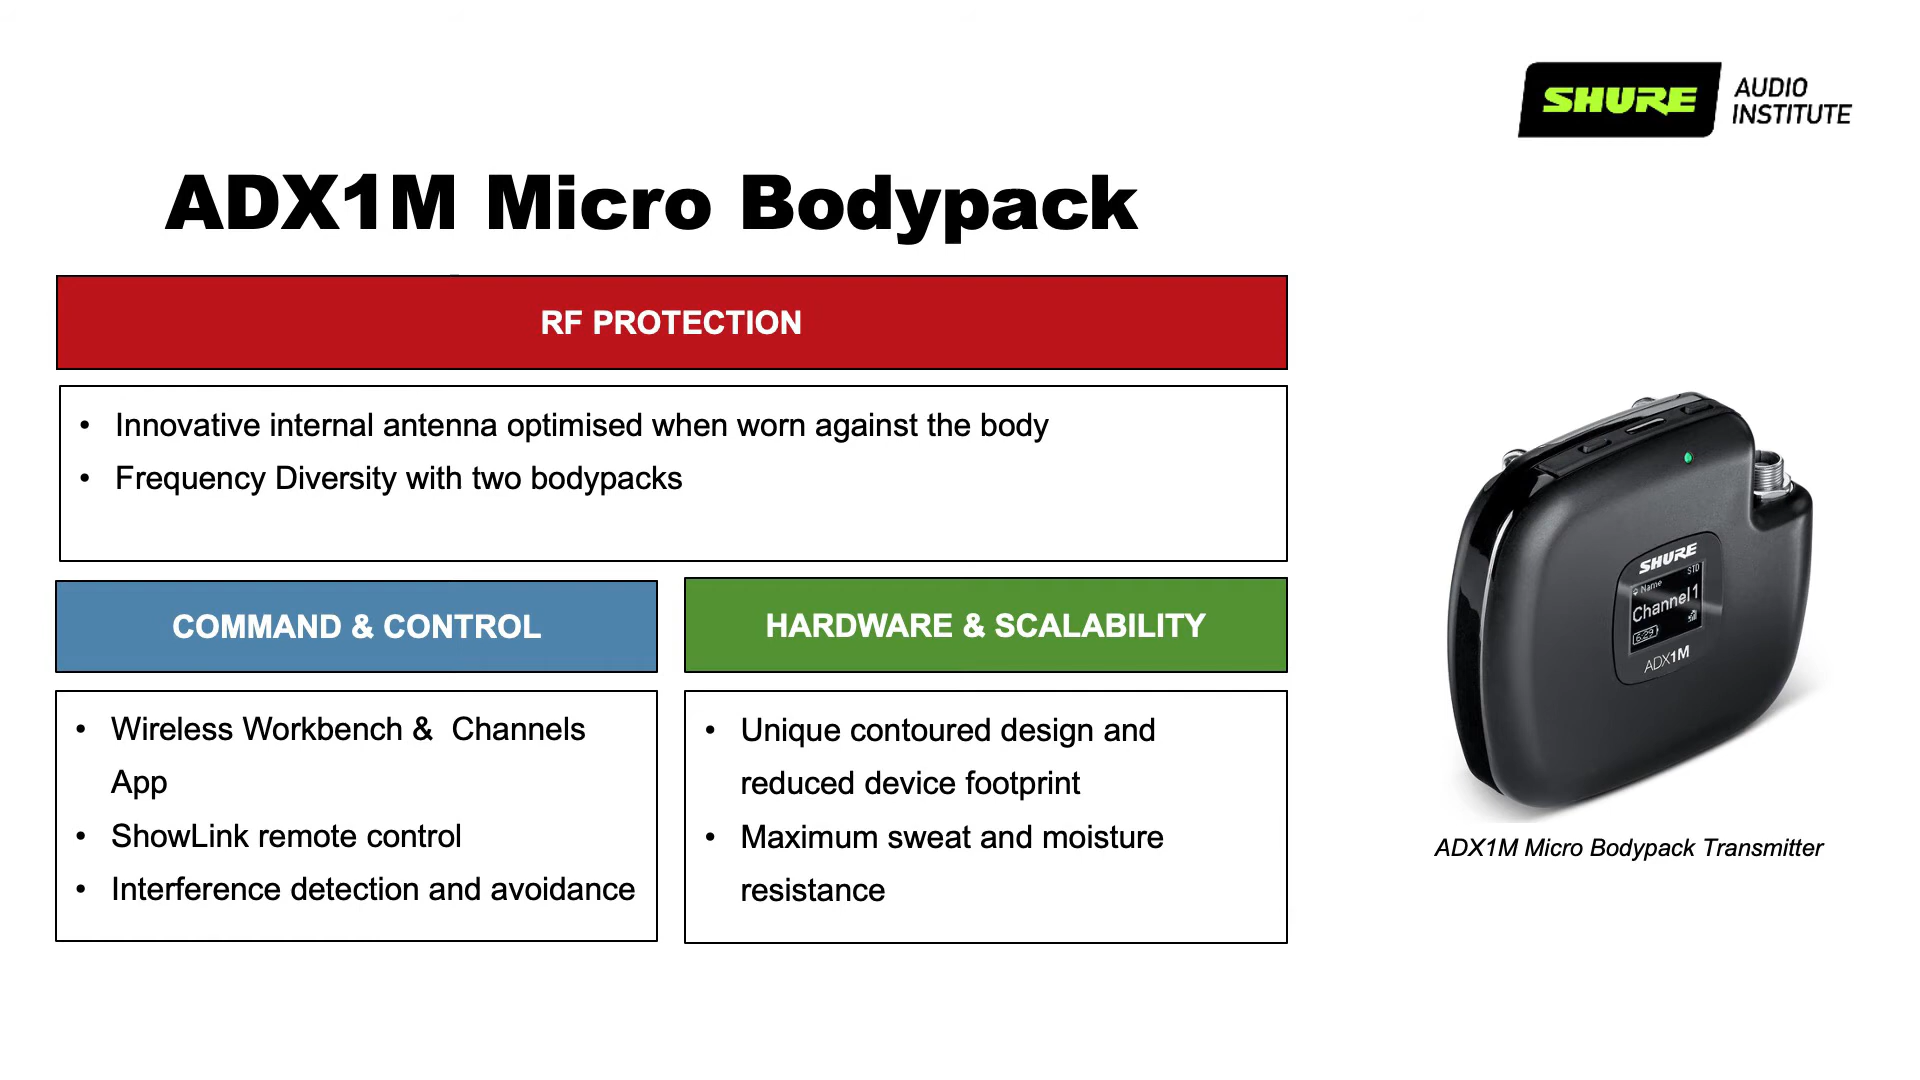 SHURE AUDIO
INSTITUTE
ADX1M Micro Bodypack
RF PROTECTION
• Innovative internal antenna optimised when worn against the body
• Frequency Diversity with two bodypacks
COMMAND & CONTROL
• Wireless Workbench &  Channels
App
• ShowLink remote control
• Interference detection and avoidance
HARDWARE & SCALABILITY
• Unique contoured design and
reduced device footprint
• Maximum sweat and moisture
resistance
SHURE
Name STD
Channel1
6:29
ADX1M
ADX1M Micro Bodypack Transmitter